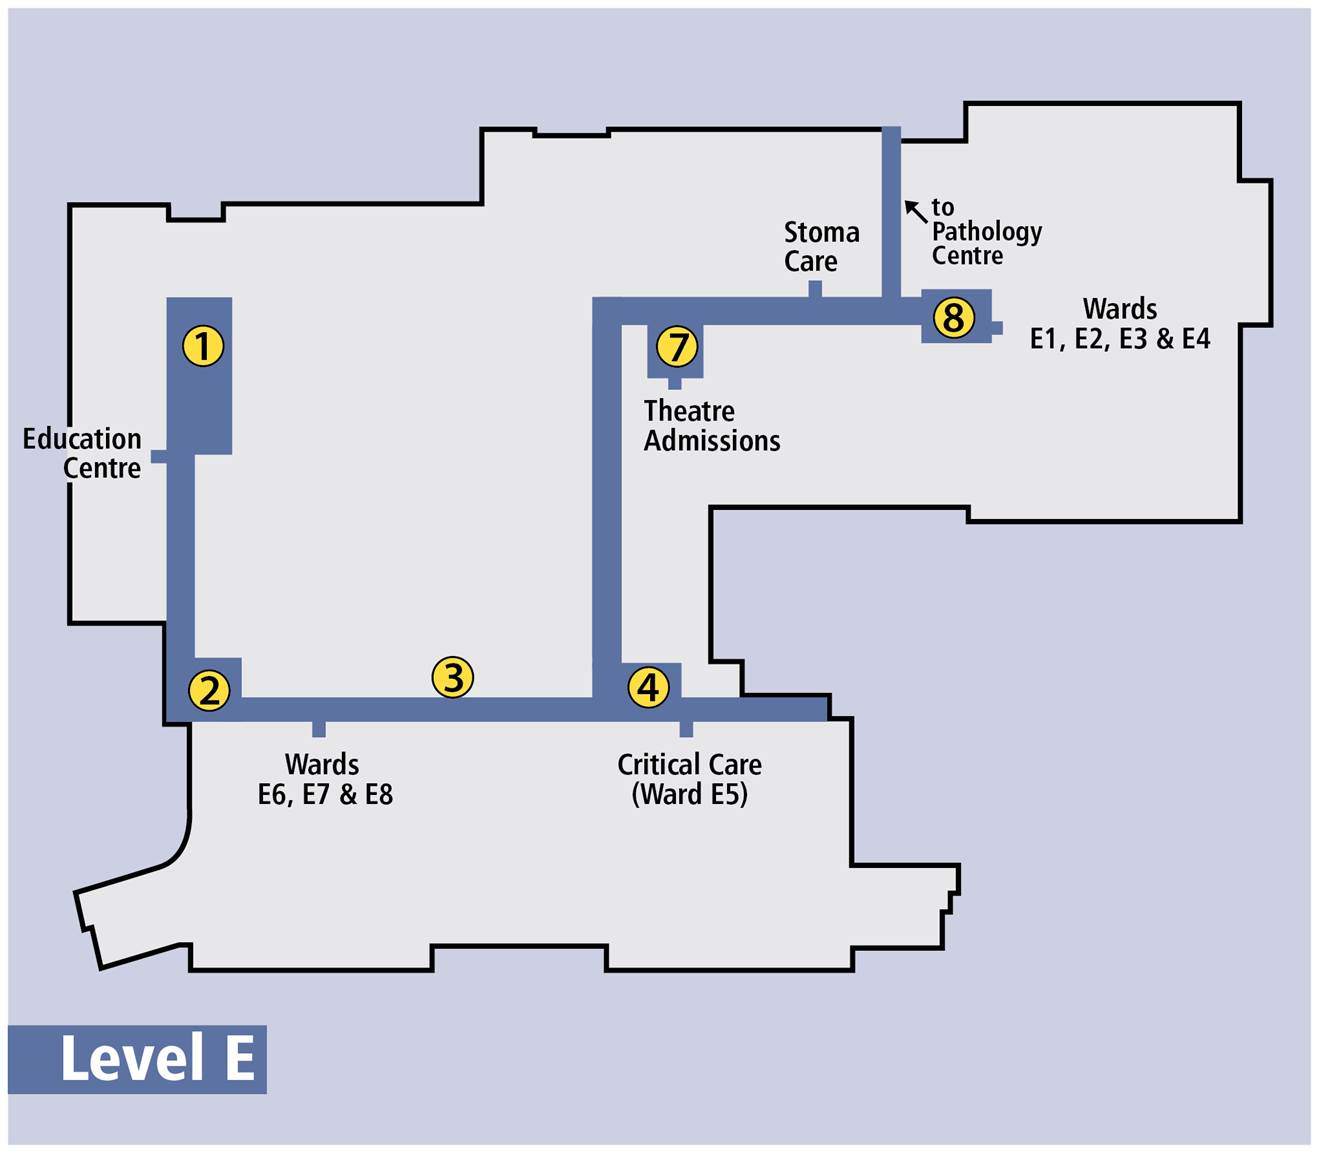 to
Pathology
Centre
Stoma
Care
8
Wards
E1, E2, E3 & E4
1
7
Theatre
Admissions
Education
Centre
2
3
4
Wards
E6, E7 & E8
Critical Care
(Ward E5)
Level E